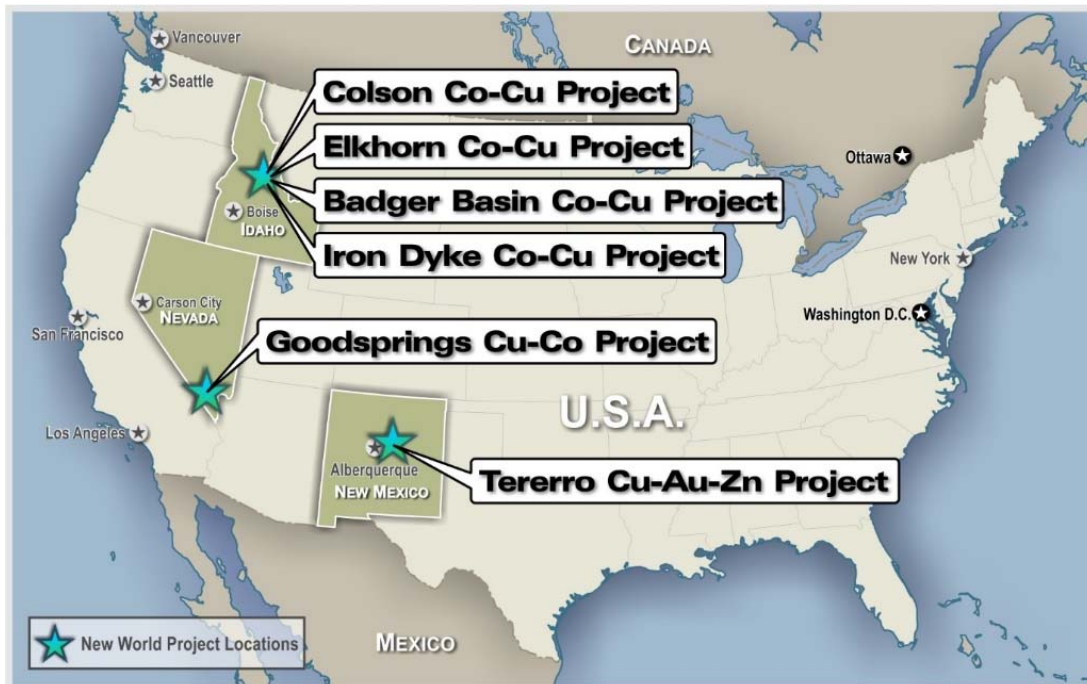 Vancouver
CANADA
Seattle
Colson Co-Cu Project
Elkhorn Co-Cu Project
Ottawa
Badger Basin Co-Cu Project
Boise
IDAHO
Iron Dyke Co-Cu Project
New York
Carson City
NEVADA
Washington D.C.
San Francisco
Goodsprings Cu-Co Project
U.S.A.
Los Angeles
Alberquerque
NEW MEXICO
Tererro Cu-Au-Zn Project
New World Project Locations
MEXICO